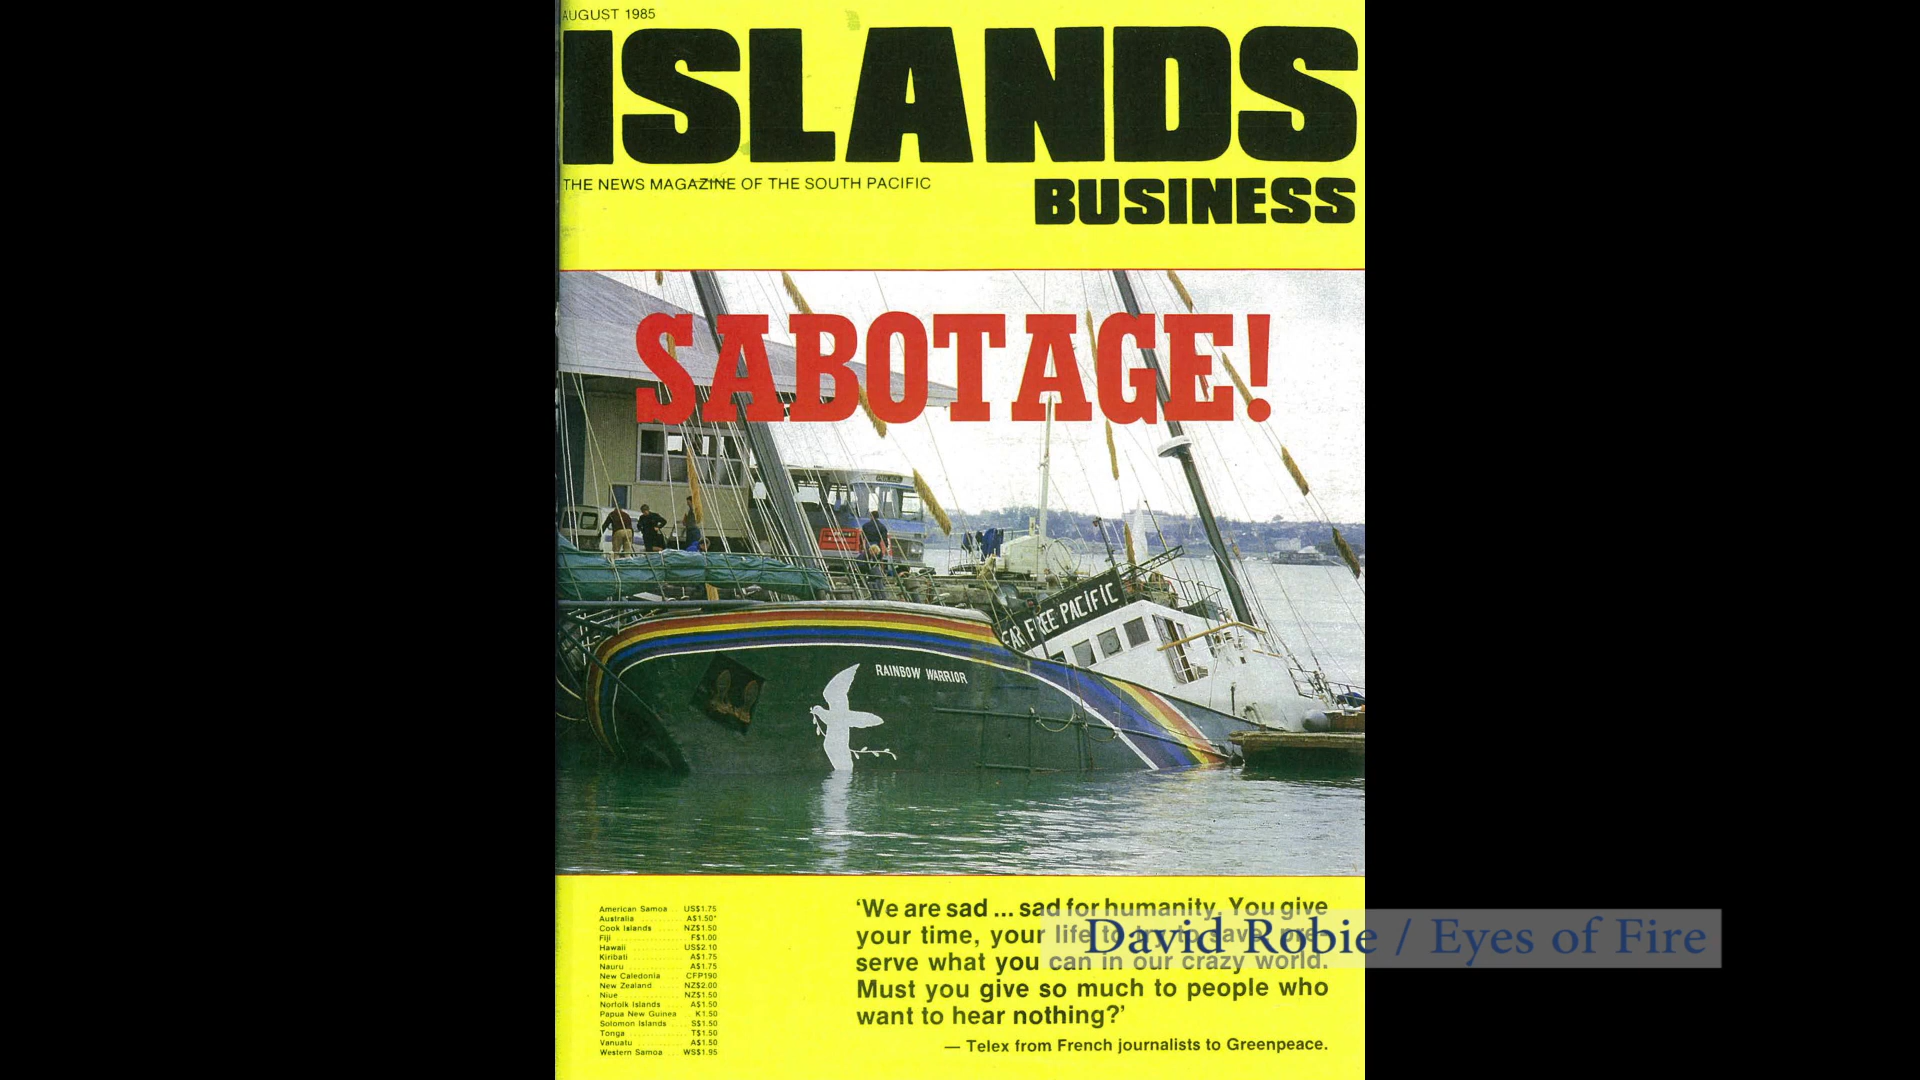 AUGUST 1985
ISLANDS
THE NEWS MAGAZINE OF THE SOUTH PACIFIC
BUSINESS
SABOTAGE!
EAR FREE PACIFIC
RAINBOW WARRIOR
American Samoa .. US$1.75
Australia .......... A$1.50*
Cook Islands ..... NZ$1.50
Fiji ................ F$1.00
Hawaii ............ US$2.10
Kiribati ............ A$1.75
Nauru ............. A$1.75
New Caledonia ... CFP190
New Zealand ..... NZ$2.00
Niue ............... NZ$1.50
Norfolk Islands .... A$1.50
Papua New Guinea .. K1.50
Solomon Islands ... S$1.50
Tonga .............. T$1.50
Vanuatu ............ A$1.50
Western Samoa ... WS$1.95
'We are sad ... sad for humanity. You give
your time, your life to try to save, pre-
serve what you can in our crazy world.
Must you give so much to people who
want to hear nothing?'
— Telex from French journalists to Greenpeace.
David Robie / Eyes of Fire